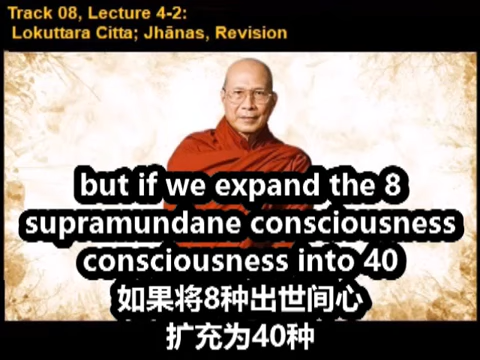 Track 08, Lecture 4-2:
Lokuttara Citta; Jhānas, Revision
but if we expand the 8
supramundane consciousness
consciousness into 40
如果将8种出世间心
扩充为40种